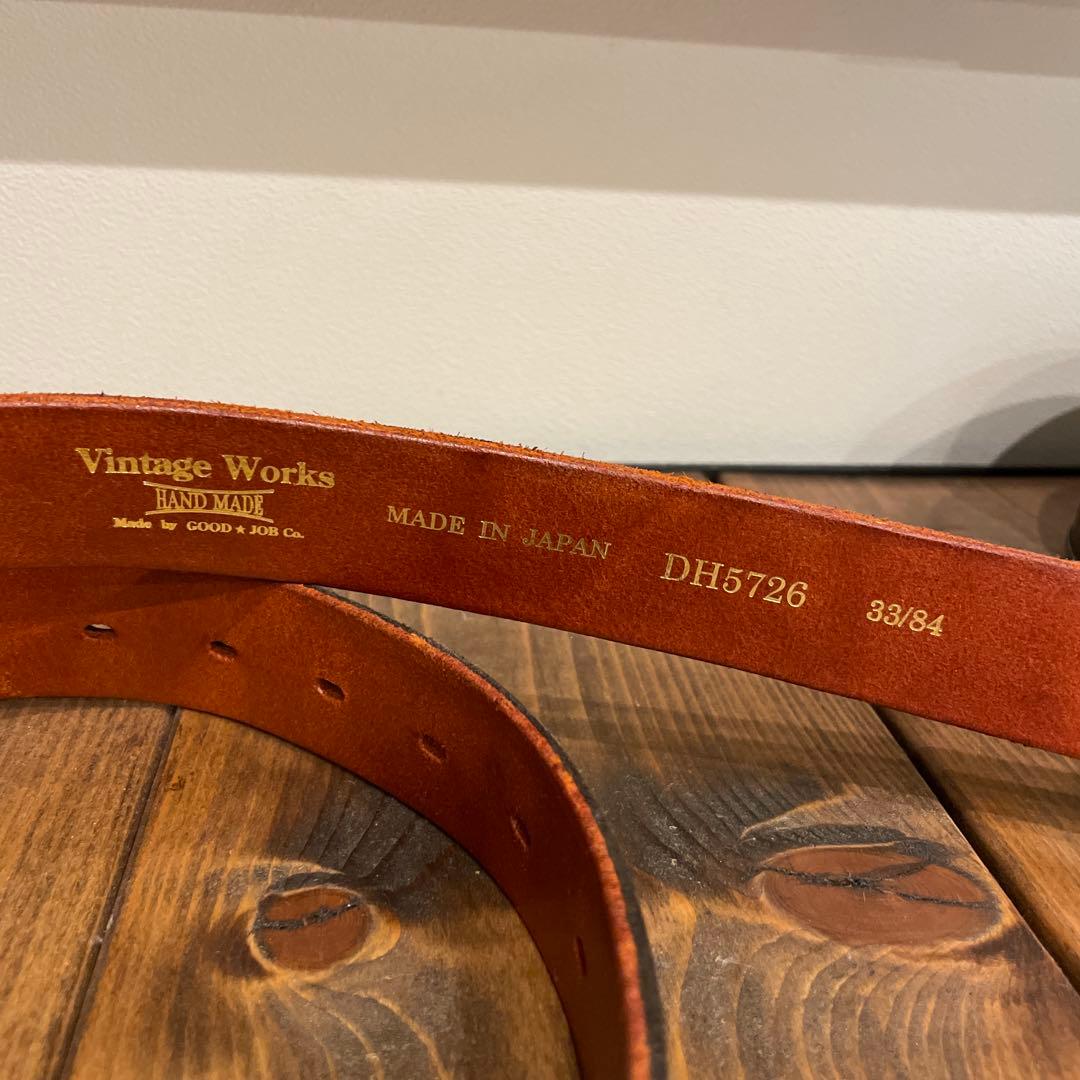 Vintage Works
HAND MADE
Made by GOOD★JOB Co.
MADE IN JAPAN
DH5726
33/84